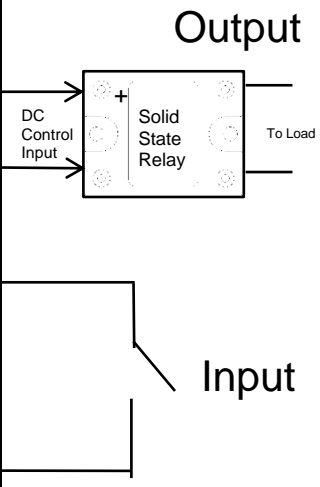 Output
+
DC
Control
Input
Solid
State
Relay
To Load
Input